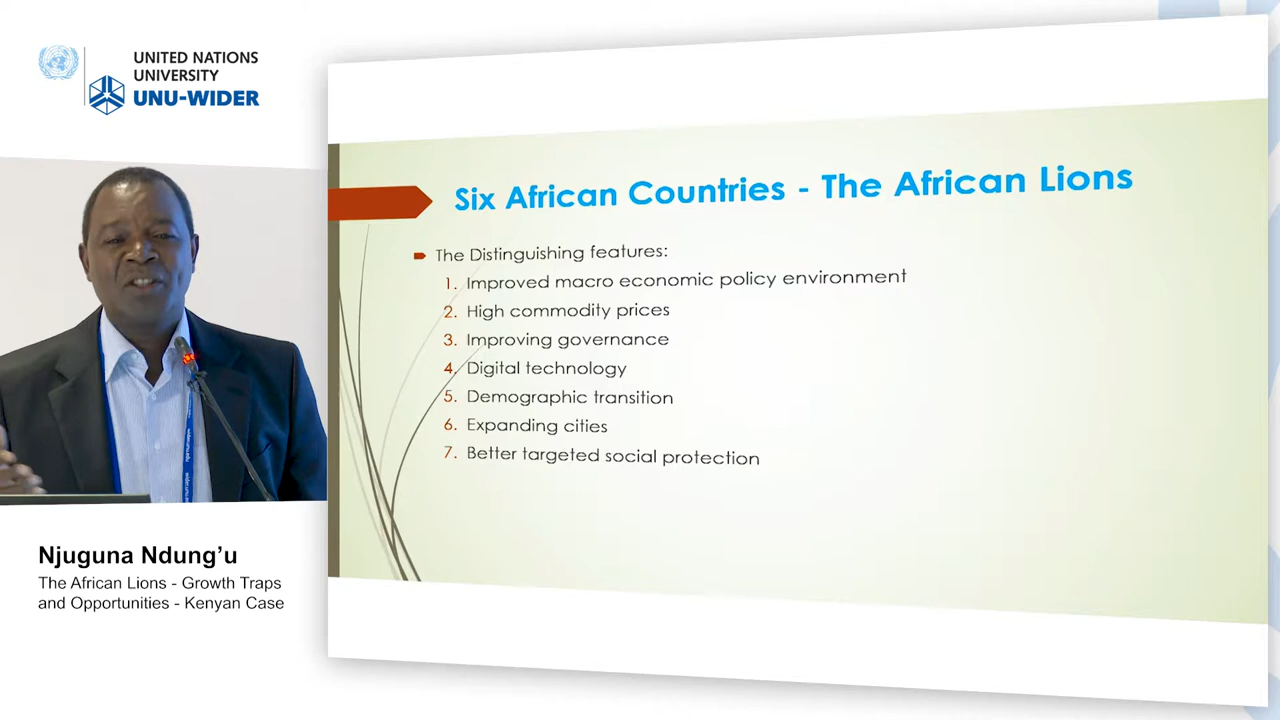 UNITED NATIONS
UNIVERSITY
UNU-WIDER
Six African Countries - The African Lions
The Distinguishing features:
1. Improved macro economic policy environment
2. High commodity prices
3. Improving governance
4. Digital technology
5. Demographic transition
6. Expanding cities
7. Better targeted social protection
Njuguna Ndung’u
The African Lions - Growth Traps
and Opportunities - Kenyan Case